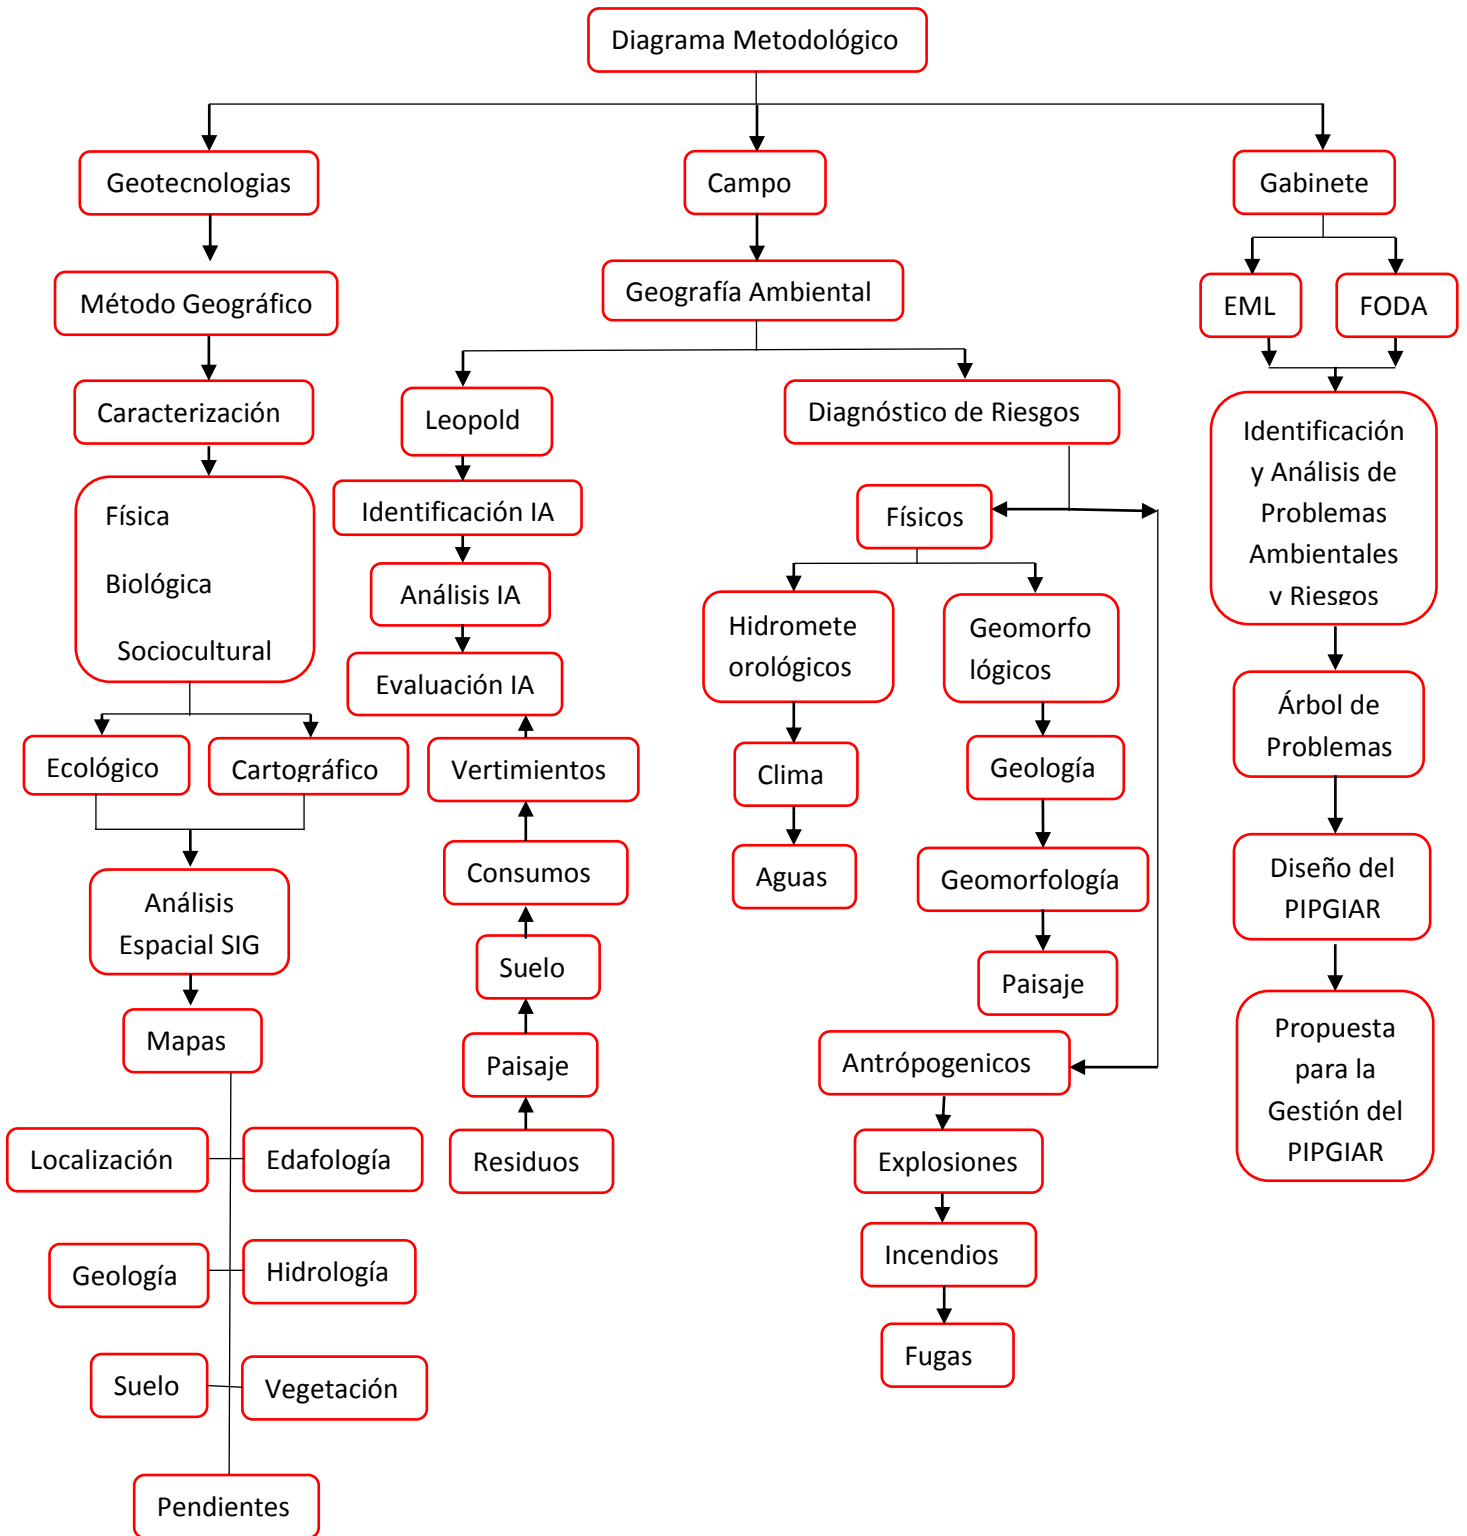 Diagrama Metodológico
Geotecnologias
Campo
Gabinete
Método Geográfico
Geografía Ambiental
EML
FODA
Caracterización
Leopold
Diagnóstico de Riesgos
Identificación
y Análisis de
Problemas
Ambientales
y Riesgos
Física
Biológica
Sociocultural
Identificación IA
Físicos
Análisis IA
Hidromete
orológicos
Geomorfo
lógicos
Evaluación IA
Árbol de
Problemas
Ecológico
Cartográfico
Vertimientos
Clima
Geología
Consumos
Aguas
Geomorfología
Diseño del
PIPGIAR
Análisis
Espacial SIG
Suelo
Paisaje
Mapas
Paisaje
Antrópogenicos
Propuesta
para la
Gestión del
PIPGIAR
Localización
Edafología
Residuos
Explosiones
Geología
Hidrología
Incendios
Suelo
Vegetación
Fugas
Pendientes